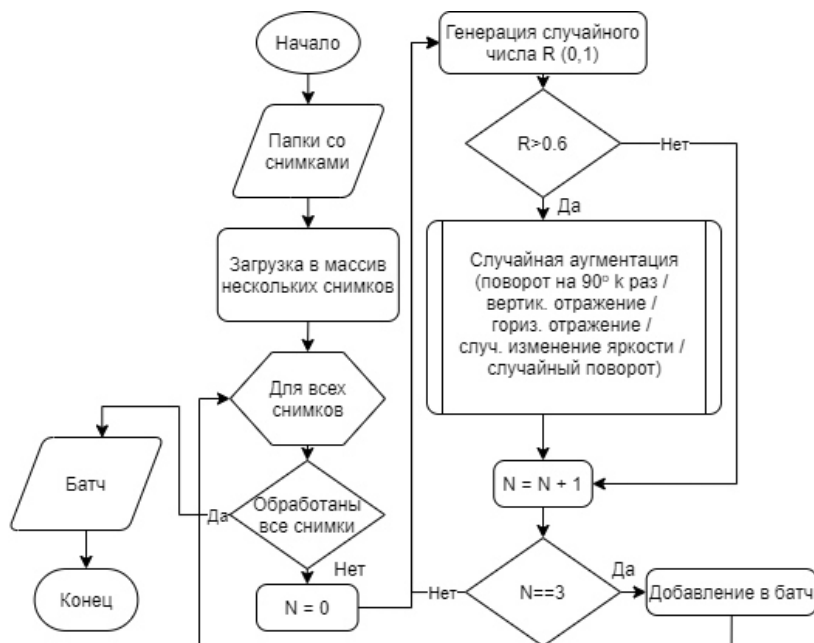 Начало
Папки со
снимками
Загрузка в массив
нескольких снимков
Для всех
снимков
Обработаны
все снимки
Да
Нет
Батч
Конец
N = 0
Генерация случайного
числа R (0,1)
R>0.6
Нет
Да
Случайная аугментация
(поворот на 90º k раз /
вертик. отражение /
гориз. отражение /
случ. изменение яркости /
случайный поворот)
N = N + 1
N==3
Нет
Да
Добавление в батч